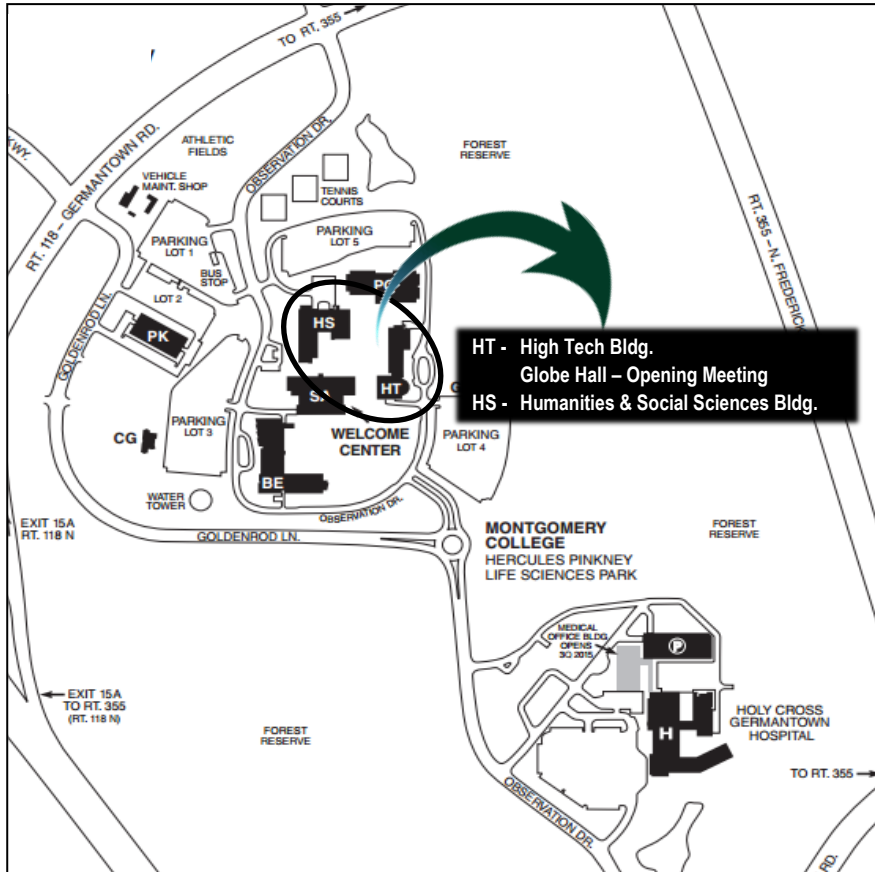 TO RT. 355
KWY.
RT. 118 – GERMANTOWN RD.
ATHLETIC
FIELDS
OBSERVATION DR.
FOREST
RESERVE
VEHICLE
MAINT. SHOP
TENNIS
COURTS
RT. 355 – N. FREDERICK
PARKING
LOT 1
PARKING
LOT 5
BUS
STOP
LOT 2
GOLDENROD LN.
PK
HS
HT
SA
HT - High Tech Bldg.
Globe Hall – Opening Meeting
HS - Humanities & Social Sciences Bldg.
PARKING
LOT 3
CG
WELCOME
CENTER
PARKING
LOT 4
BE
WATER
TOWER
OBSERVATION DR.
EXIT 15A
RT. 118 N
GOLDENROD LN.
MONTGOMERY
COLLEGE
HERCULES PINKNEY
LIFE SCIENCES PARK
FOREST
RESERVE
MEDICAL
OFFICE BLDG
OPENS
3Q 2015
P
EXIT 15A
TO RT. 355
(RT. 118 N)
FOREST
RESERVE
H
HOLY CROSS
GERMANTOWN
HOSPITAL
TO RT. 355
OBSERVATION DR.
RD.